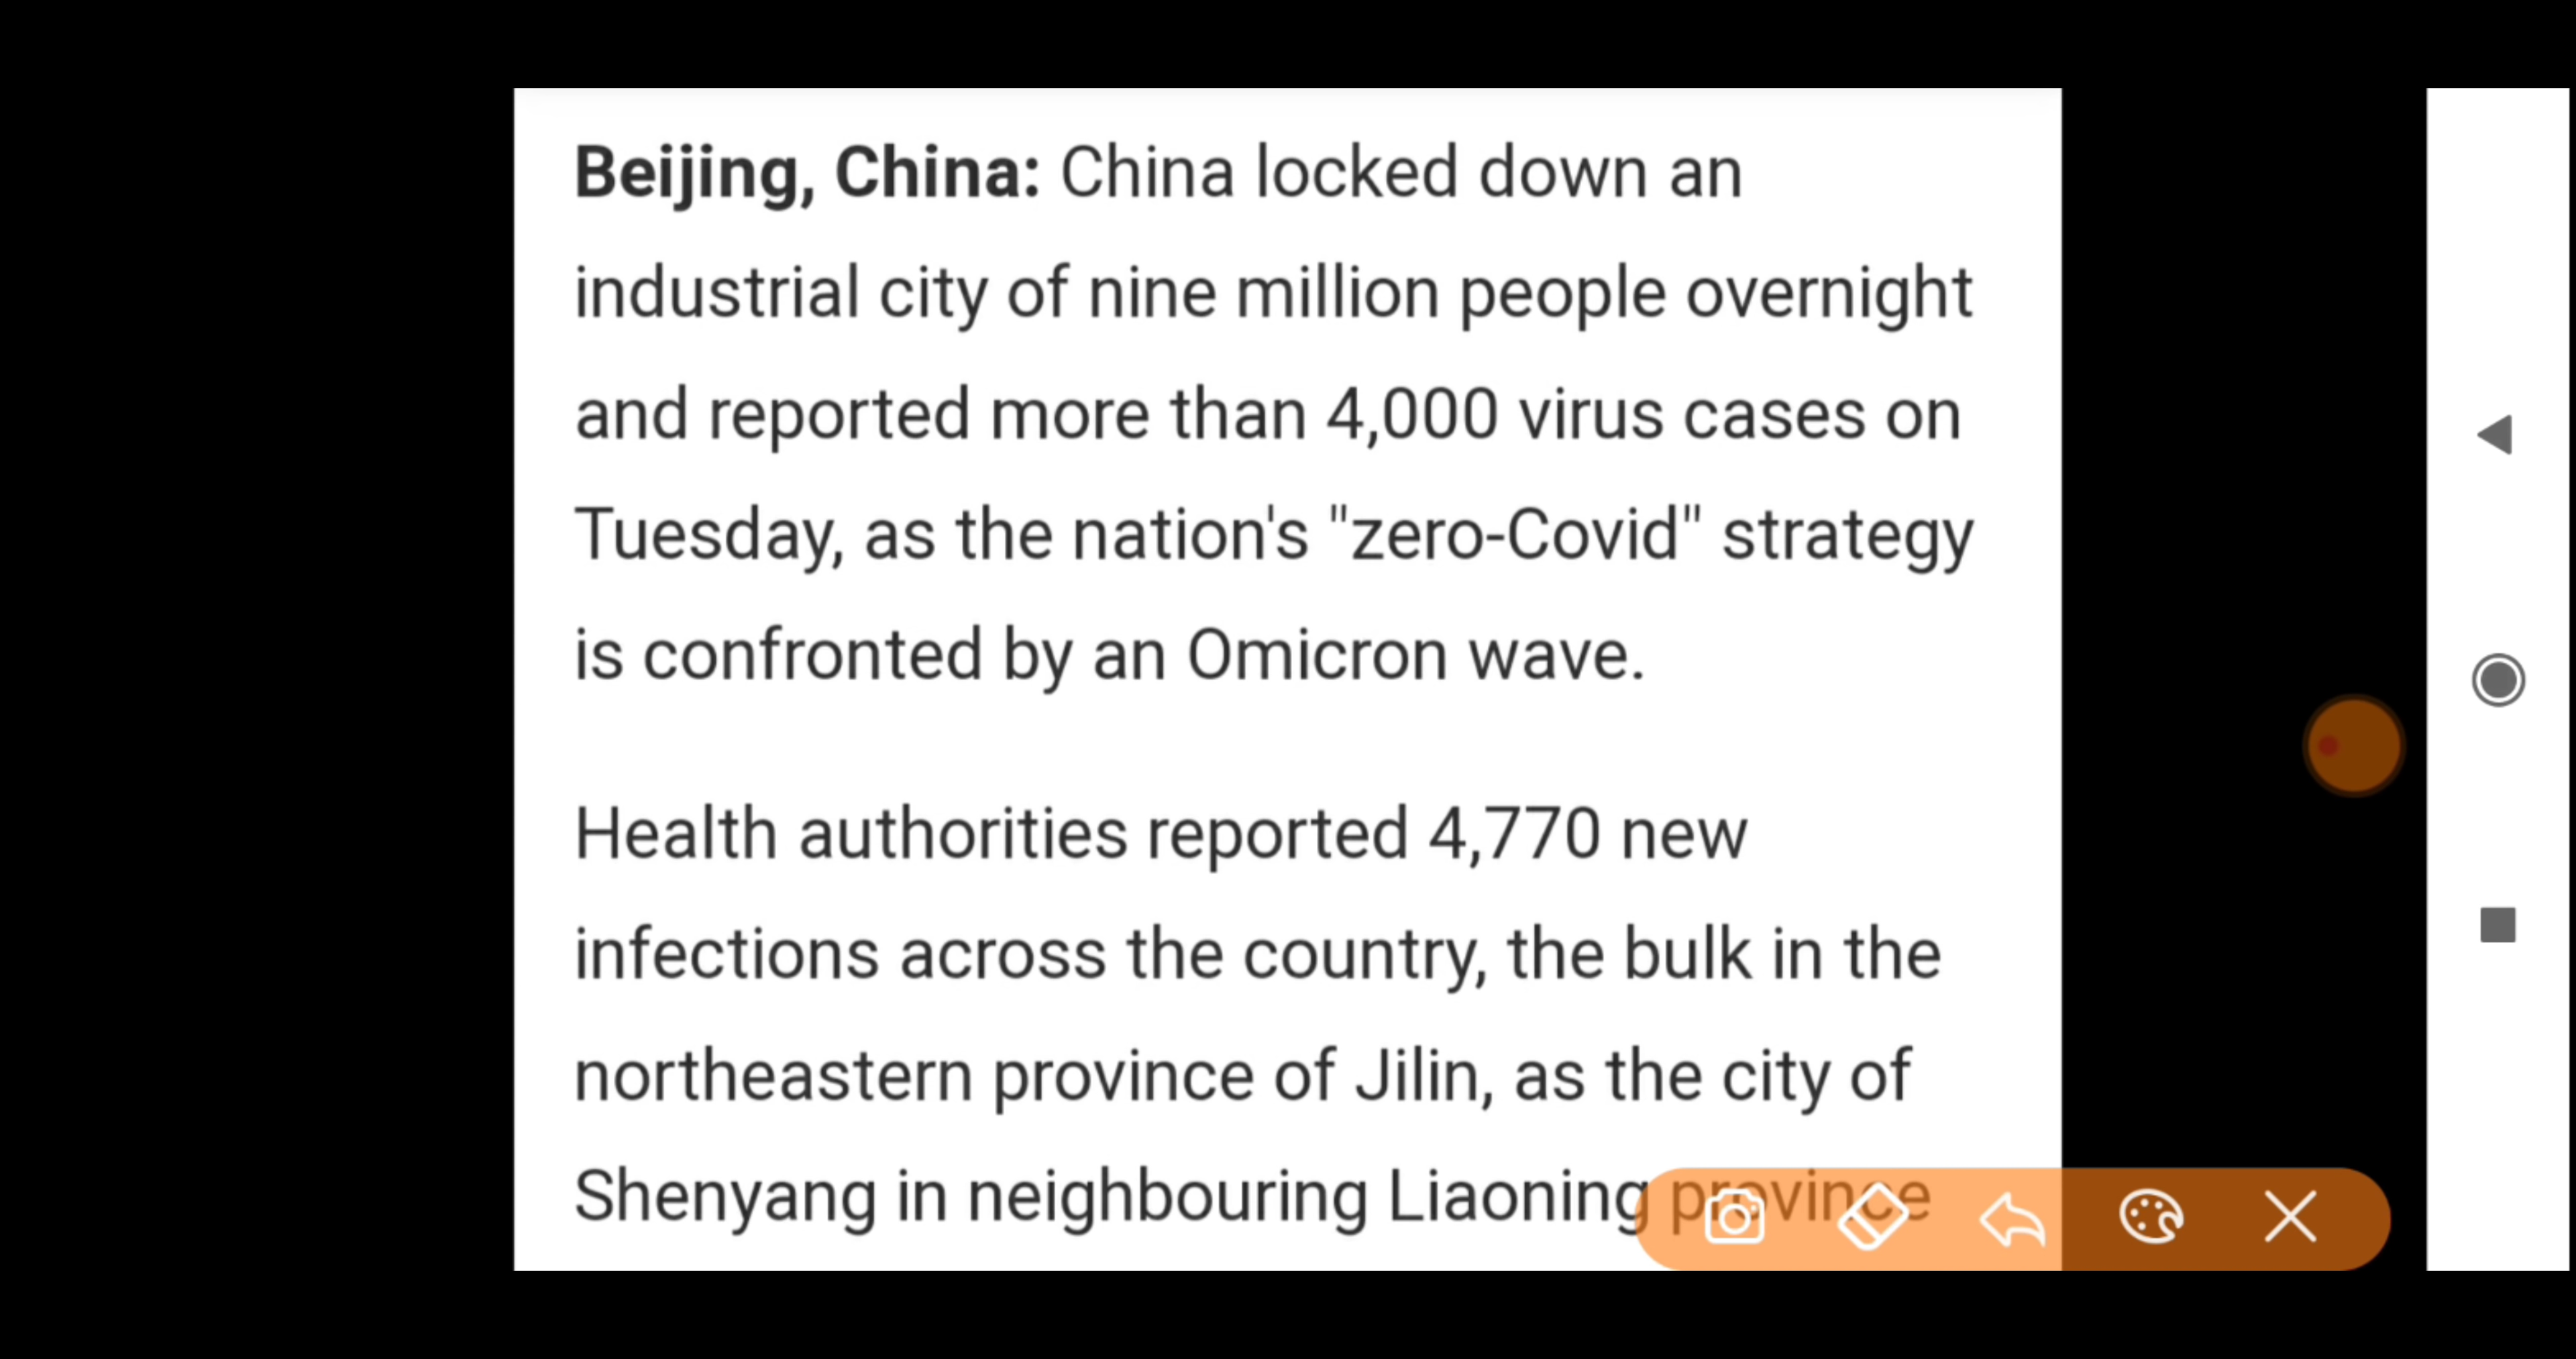 Beijing, China: China locked down an
industrial city of nine million people overnight
and reported more than 4,000 virus cases on
Tuesday, as the nation's "zero-Covid" strategy
is confronted by an Omicron wave.
Health authorities reported 4,770 new
infections across the country, the bulk in the
northeastern province of Jilin, as the city of
Shenyang in neighbouring Liaoning province